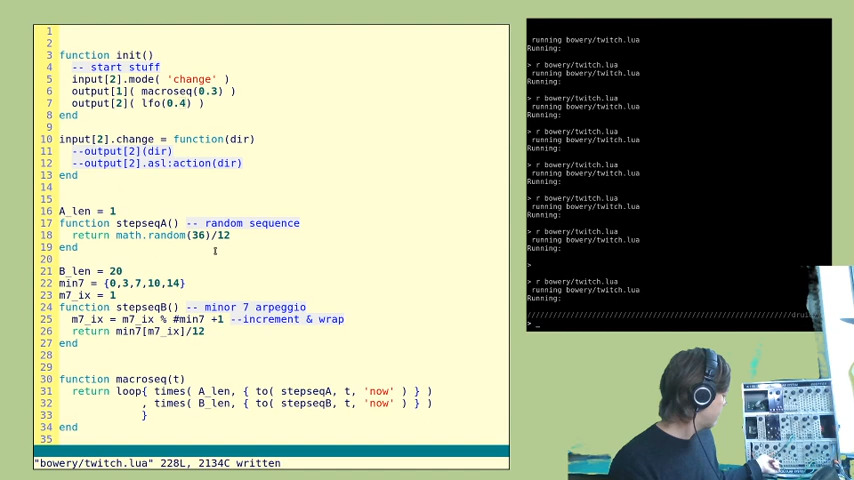 1
2
3 function init()
4 -- start stuff
5 input[2].mode( 'change' )
6 output[1]( macroseq(0.3) )
7 output[2]( lfo(0.4) )
8 end
9
10 input[2].change = function(dir)
11 --output[2](dir)
12 --output[2].asl:action(dir)
13 end
14
15
16 A_len = 1
17 function stepseqA() -- random sequence
18 return math.random(36)/12
19 end
20
21 B_len = 20
22 min7 = {0,3,7,10,14}
23 m7_ix = 1
24 function stepseqB() -- minor 7 arpeggio
25 m7_ix = m7_ix % #min7 +1 --increment & wrap
26 return min7[m7_ix]/12
27 end
28
29
30 function macroseq(t)
31 return loop{ times( A_len, { to( stepseqA, t, 'now' ) } )
32 , times( B_len, { to( stepseqB, t, 'now' ) } )
33 }
34 end
35
"bowery/twitch.lua" 228L, 2134C written
running bowery/twitch.lua
Running:
> r bowery/twitch.lua
running bowery/twitch.lua
Running:
> r bowery/twitch.lua
running bowery/twitch.lua
Running:
> r bowery/twitch.lua
running bowery/twitch.lua
Running:
> r bowery/twitch.lua
running bowery/twitch.lua
Running:
> r bowery/twitch.lua
running bowery/twitch.lua
Running:
> r bowery/twitch.lua
running bowery/twitch.lua
Running:
>
> r bowery/twitch.lua
running bowery/twitch.lua
Running:
> _